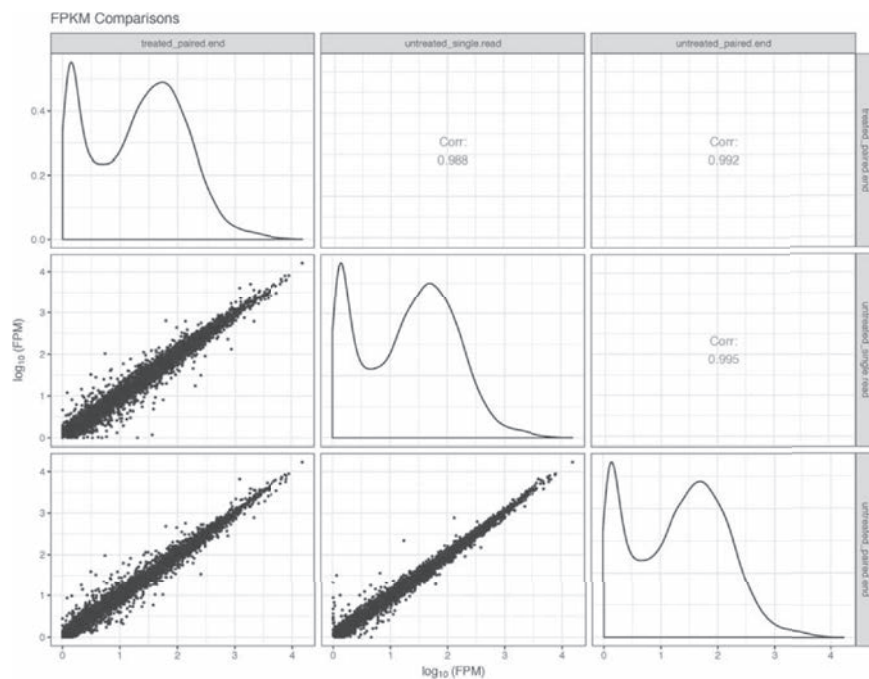 FPKM Comparisons
treated_paired.end
untreated_single.read
untreated_paired.end
0.4
0.2
0.0
Corr:
0.988
Corr:
0.992
treated_paired.end
log10 (FPM)
4
3
2
1
0
Corr:
0.995
untreated_single.read
4
3
2
1
0
untreated_paired.end
0 1 2 3 4
0 1 2 3 4
0 1 2 3 4
log10 (FPM)